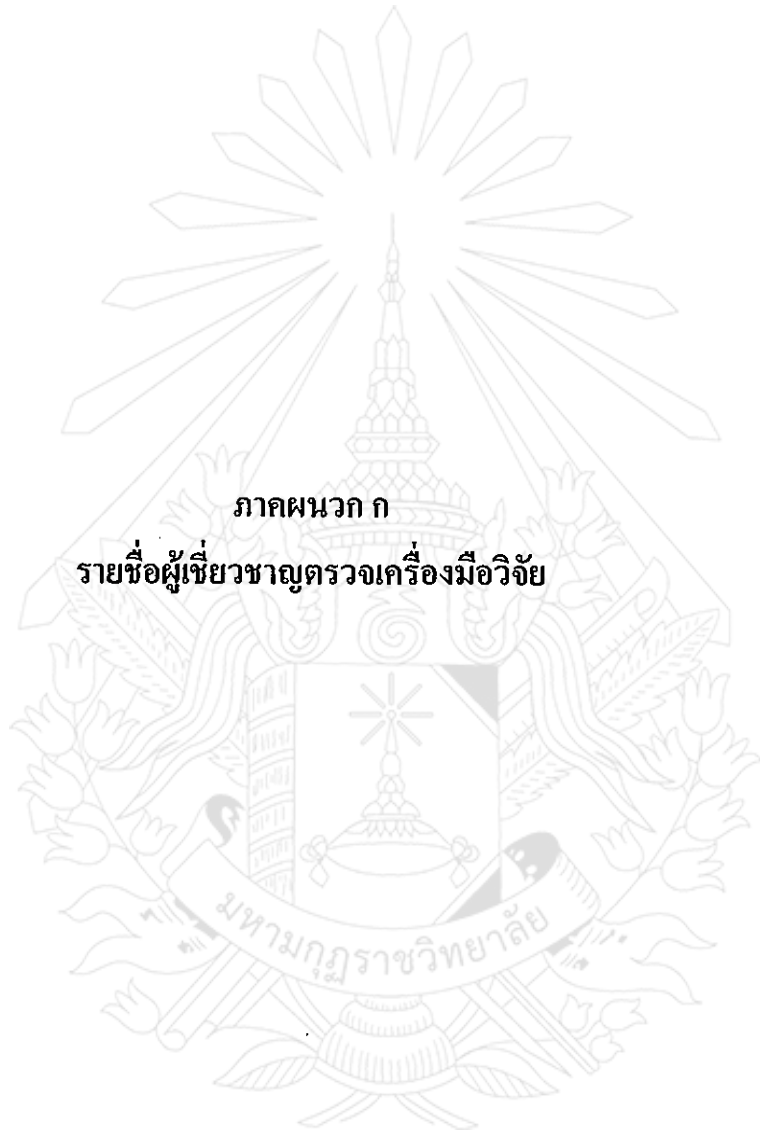 ภาคผนวก ก
รายชื่อผู้เชี่ยวชาญตรวจเครื่องมือวิจัย
มหามกุฏราชวิทยาลัย